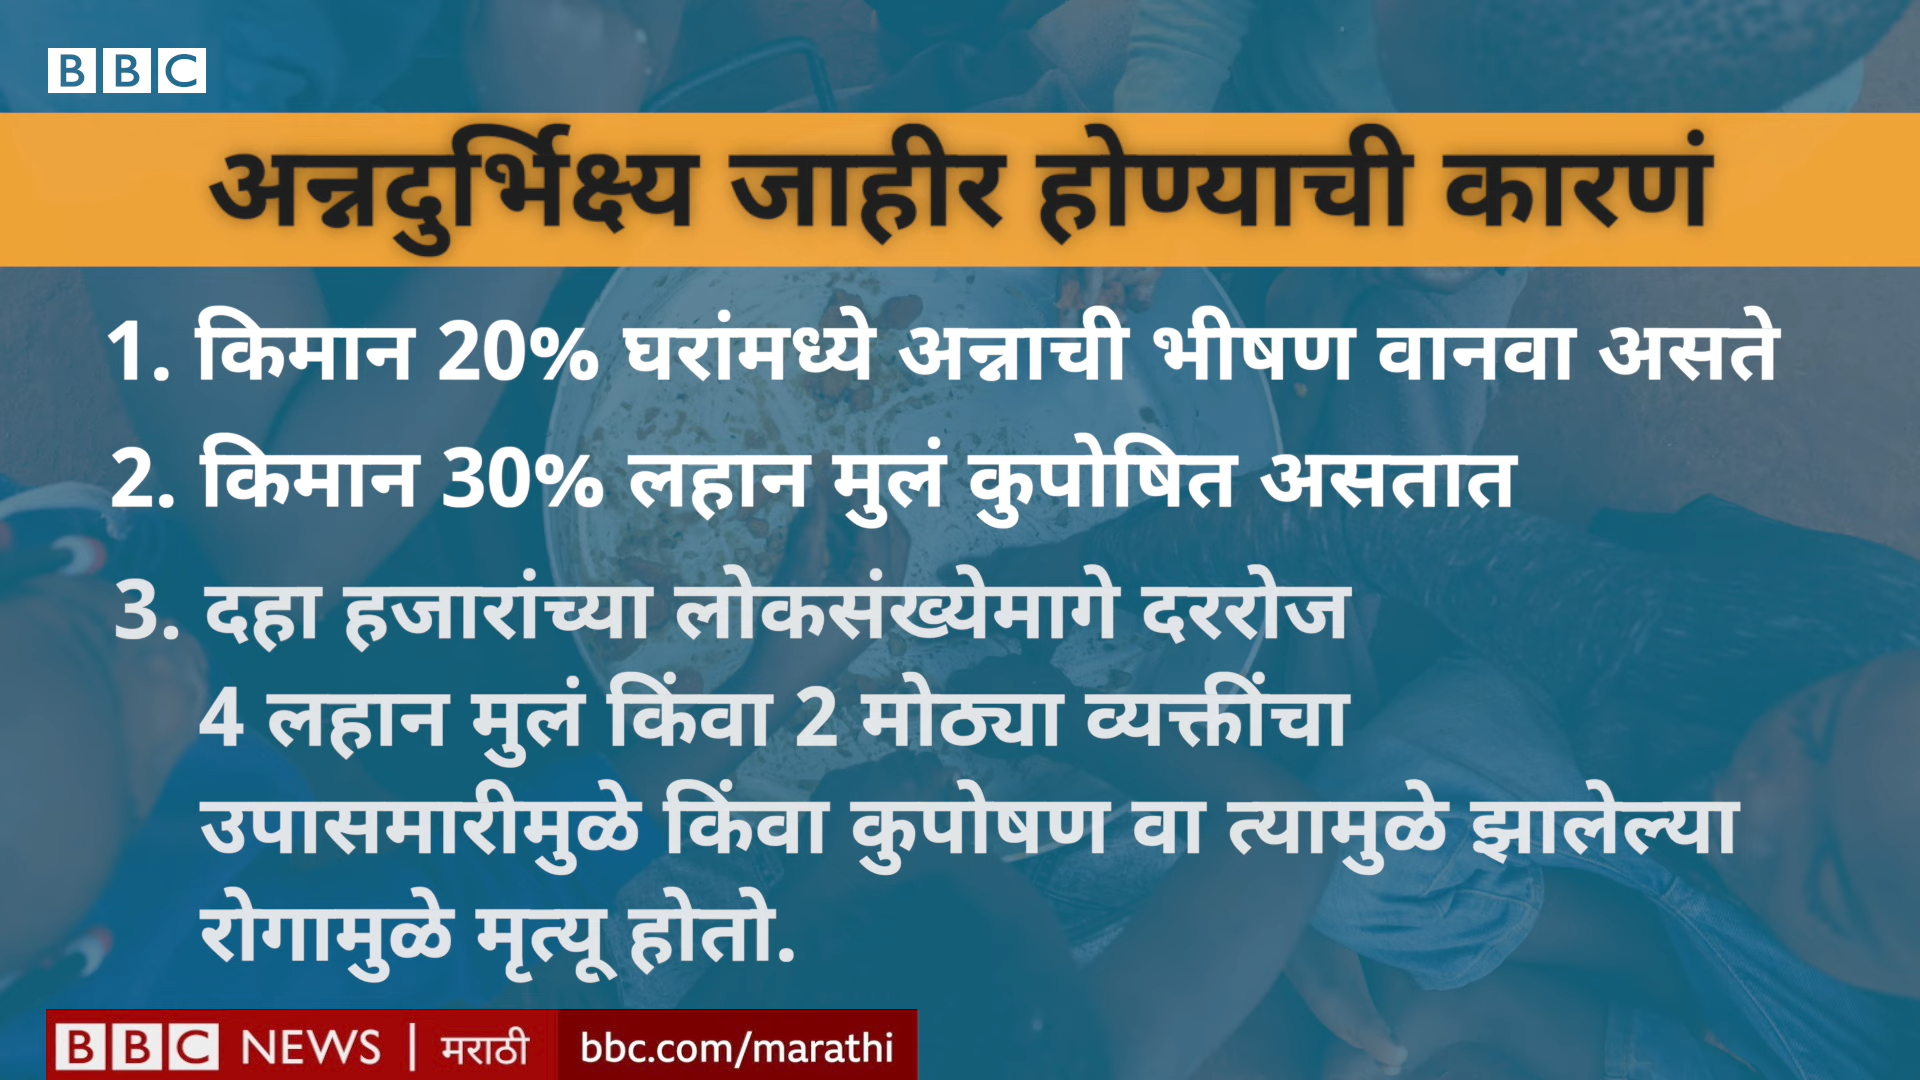 BBC
अन्नदुर्भिक्ष्य जाहीर होण्याची कारणं
1. किमान 20% घरांमध्ये अन्नाची भीषण वानवा असते
2. किमान 30% लहान मुलं कुपोषित असतात
3. दहा हजारांच्या लोकसंख्येमागे दररोज
4 लहान मुलं किंवा 2 मोठ्या व्यक्तींचा
उपासमारीमुळे किंवा कुपोषण वा त्यामुळे झालेल्या
रोगामुळे मृत्यू होतो.
BBC NEWS | मराठी bbc.com/marathi